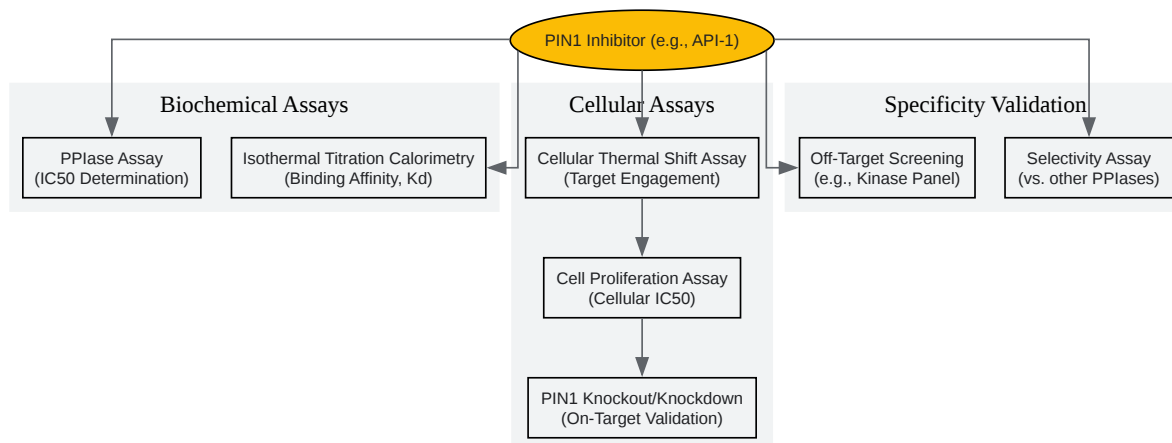 PIN1 Inhibitor (e.g., API-1)
Biochemical Assays
PPIase Assay
(IC50 Determination)
Isothermal Titration Calorimetry
(Binding Affinity, Kd)
Cellular Assays
Cellular Thermal Shift Assay
(Target Engagement)
Cell Proliferation Assay
(Cellular IC50)
PIN1 Knockout/Knockdown
(On-Target Validation)
Specificity Validation
Off-Target Screening
(e.g., Kinase Panel)
Selectivity Assay
(vs. other PPIases)